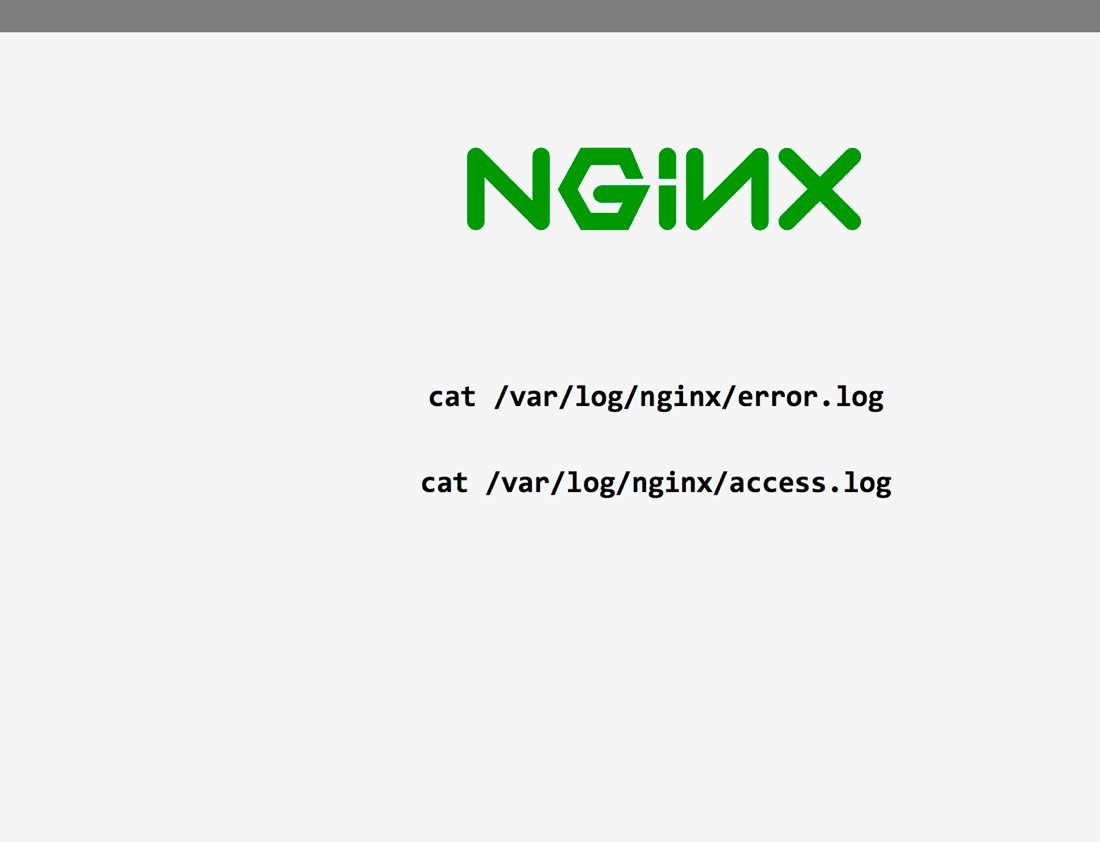 NGiNX
cat /var/log/nginx/error.log
cat /var/log/nginx/access.log